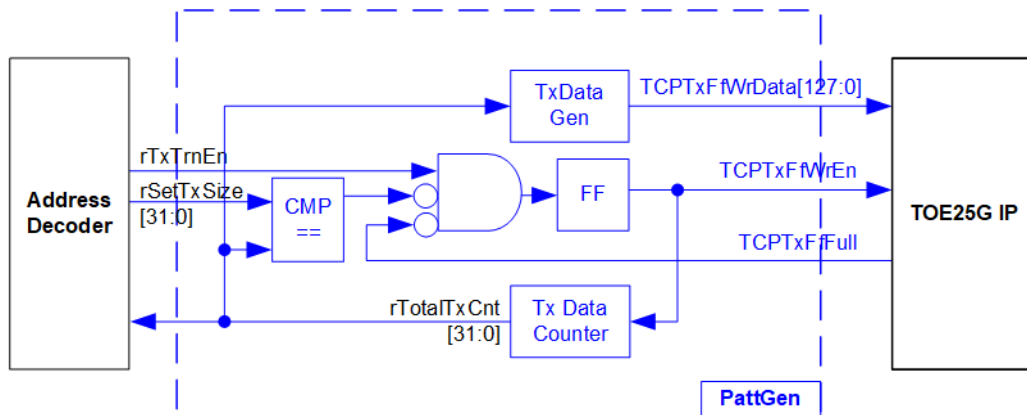 TxData
Gen
TCPTxFfWrData[127:0]
rTxTrnEn
rSetTxSize
[31:0]
Address
Decoder
CMP
==
FF
TCPTxFfWrEn
TOE25G IP
TCPTxFfFull
rTotalTxCnt
[31:0]
Tx Data
Counter
PattGen